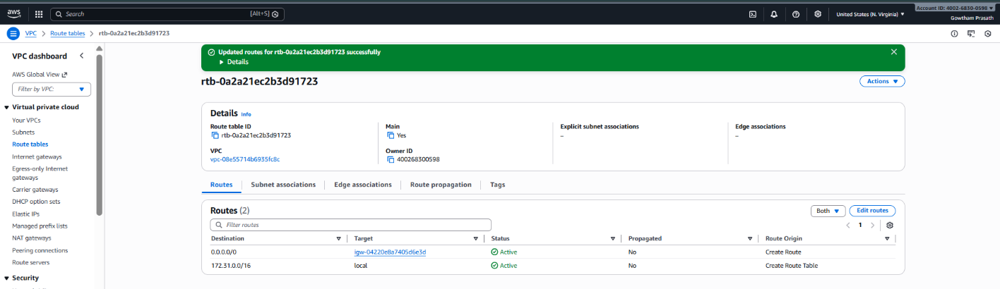 aws Search [Alt+S] United States (N. Virginia) Account ID: 4002-6830-0598
Gowtham Prasath
VPC Route tables rtb-0a2a21ec2b3d91723
VPC dashboard
AWS Global View
Filter by VPC:
Virtual private cloud
Your VPCs
Subnets
Route tables
Internet gateways
Egress-only Internet
gateways
Carrier gateways
DHCP option sets
Elastic IPs
Managed prefix lists
NAT gateways
Peering connections
Route servers
Security
Updated routes for rtb-0a2a21ec2b3d91723 successfully
Details
rtb-0a2a21ec2b3d91723 Actions
Details Info
Route table ID Main Explicit subnet associations Edge associations
rtb-0a2a21ec2b3d91723 Yes – –
VPC Owner ID
vpc-08e55714b6935fc8c 400268300598
Routes Subnet associations Edge associations Route propagation Tags
Routes (2) Both Edit routes
Filter routes 1
Destination Target Status Propagated Route Origin
0.0.0.0/0 igw-04220e8a7405d6e3d Active No Create Route
172.31.0.0/16 local Active No Create Route Table